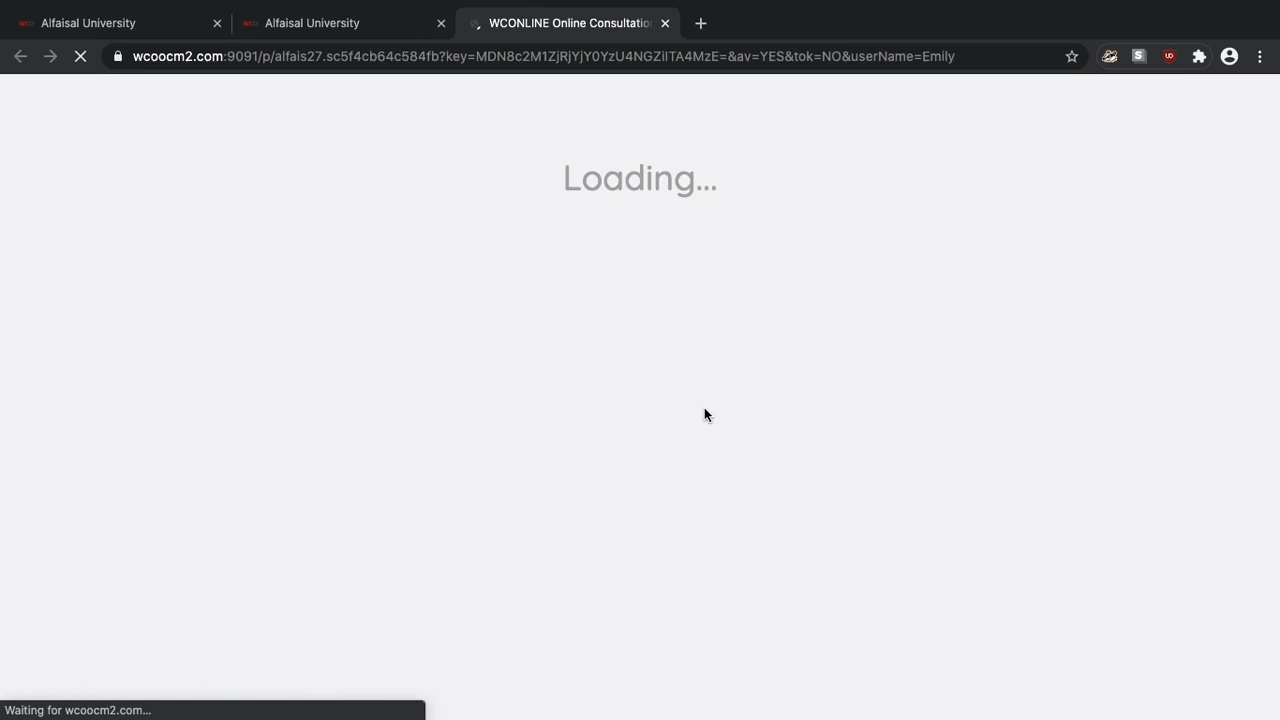 Alfaisal University
Alfaisal University
WCONLINE Online Consultatio
wcoocm2.com:9091/p/alfais27.sc5f4cb64c584fb?key=MDN8c2M1ZjRjYjY0YzU4NGZiITA4MzE=&av=YES&tok=NO&userName=Emily
Loading...
Waiting for wcoocm2.com...